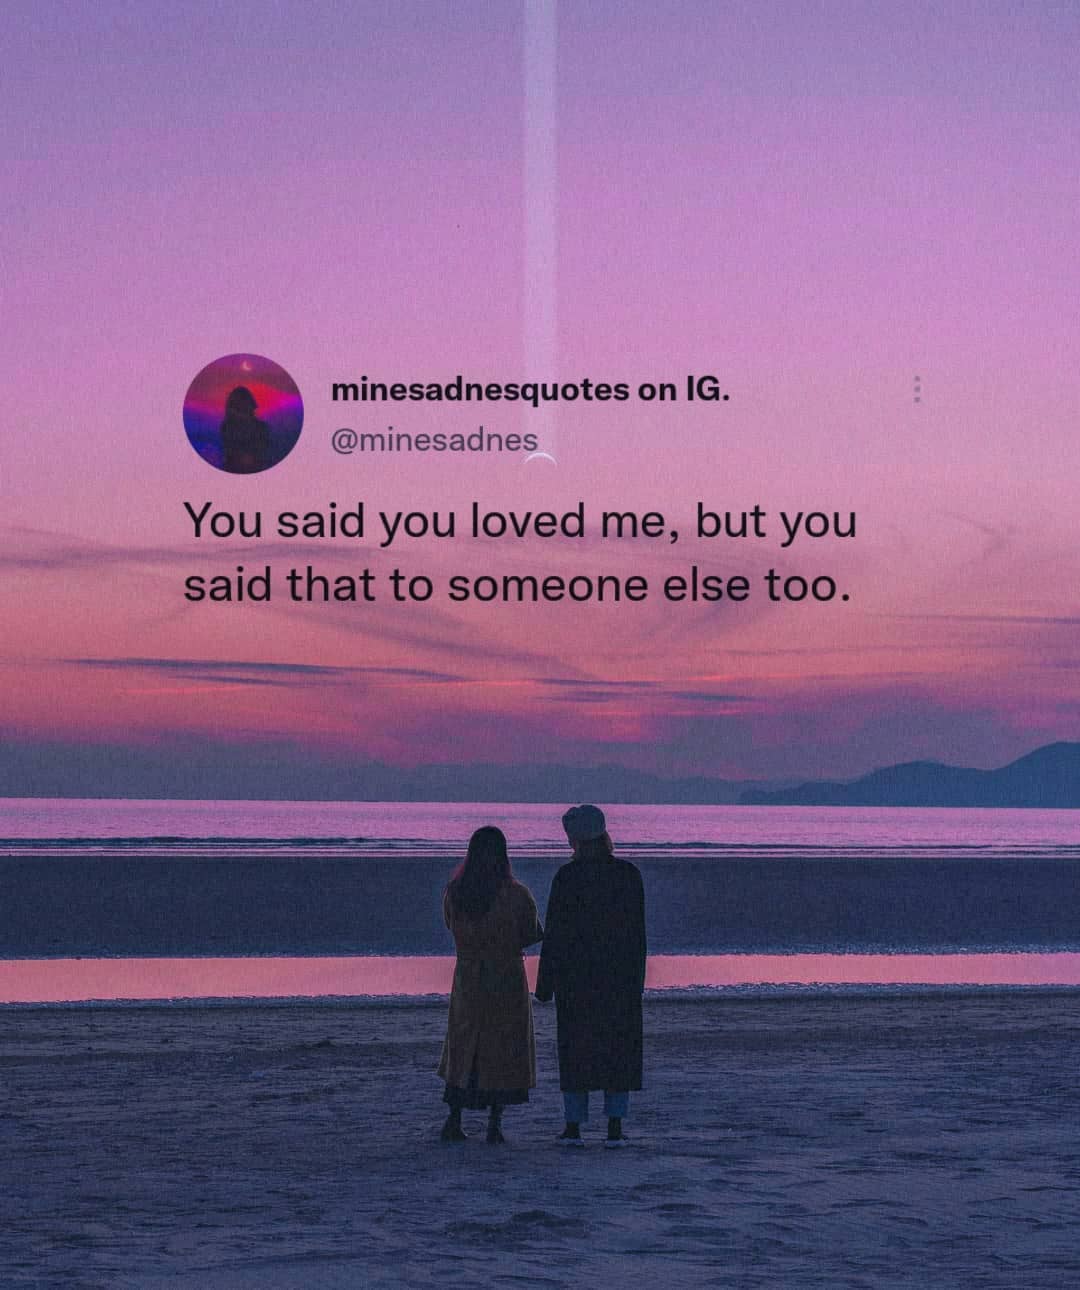 minesadnesquotes on IG.
@minesadnes
You said you loved me, but you
said that to someone else too.